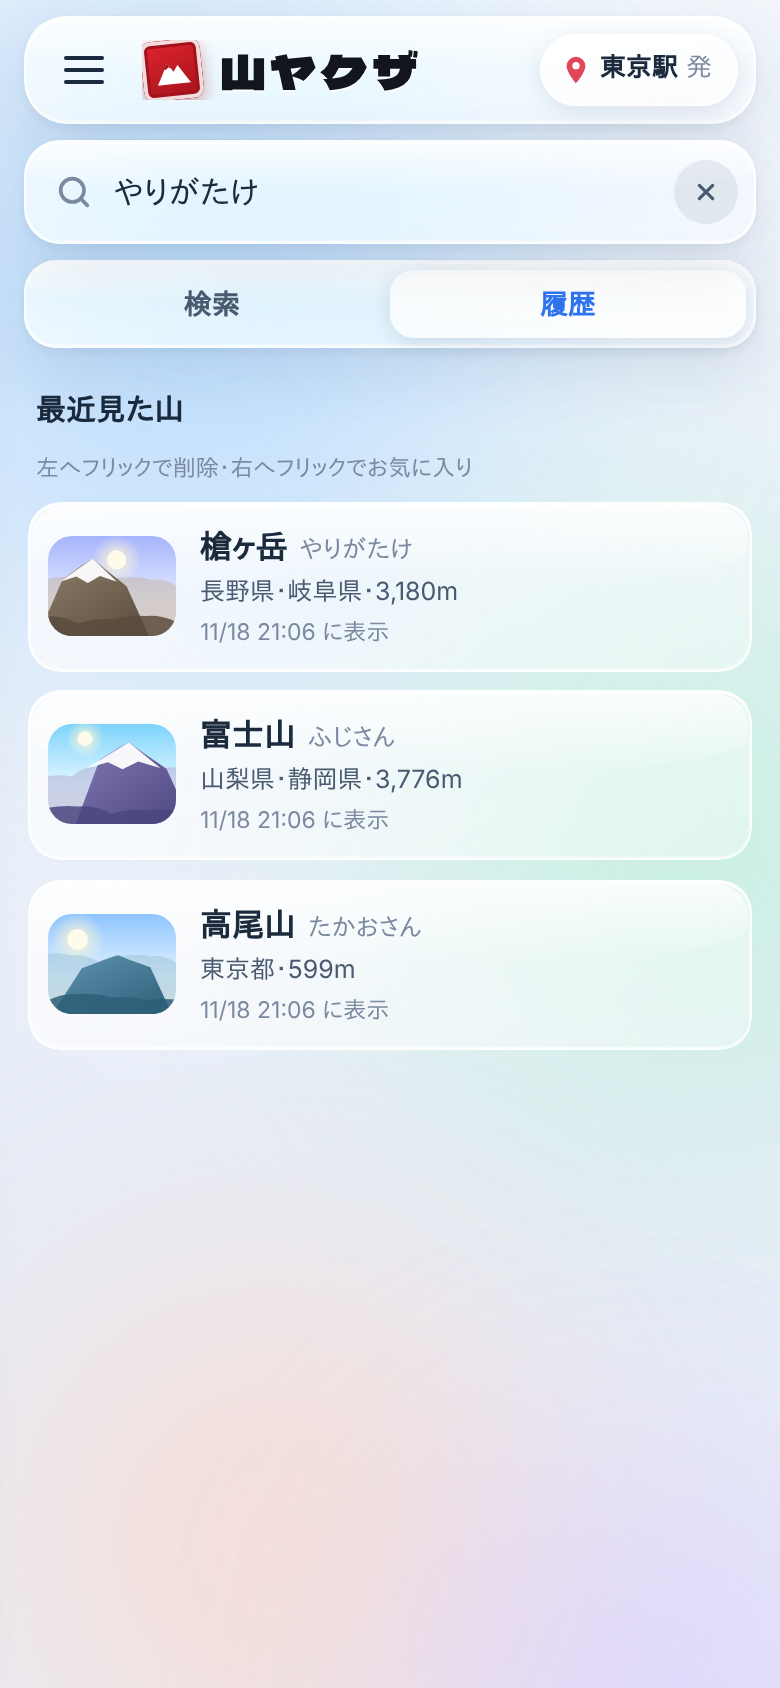 山ヤクザ
東京駅 発
やりがたけ
検索
履歴
最近見た山
左へフリックで削除·右へフリックでお気に入り
槍ヶ岳 やりがたけ
長野県·岐阜県·3,180m
11/18 21:06 に表示
富士山 ふじさん
山梨県·静岡県·3,776m
11/18 21:06 に表示
高尾山 たかおさん
東京都·599m
11/18 21:06 に表示